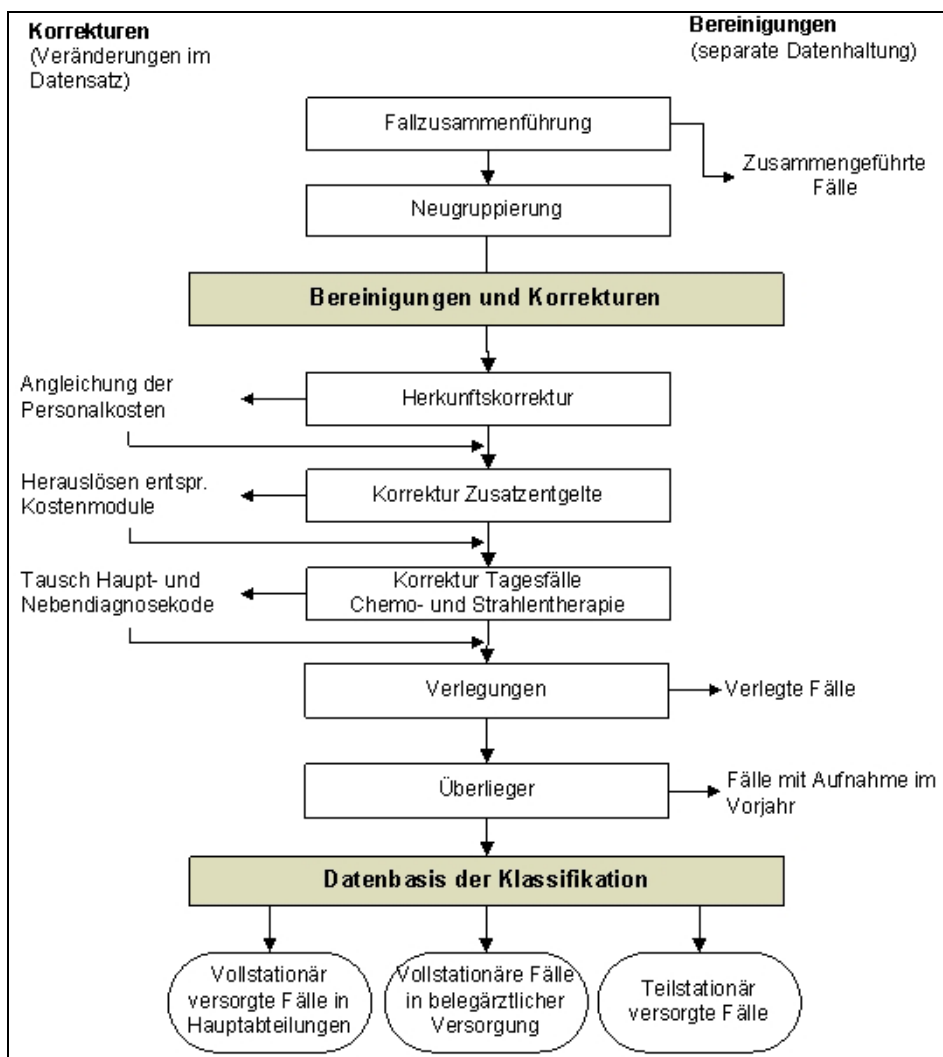 Korrekturen
(Veränderungen im
Datensatz)
Bereinigungen
(separate Datenhaltung)
Fallzusammenführung
Zusammengeführte
Fälle
Neugruppierung
Bereinigungen und Korrekturen
Angleichung der
Personalkosten
Herkunftskorrektur
Herauslösen entspr.
Kostenmodule
Korrektur Zusatzentgelte
Tausch Haupt- und
Nebendiagnosekode
Korrektur Tagesfälle
Chemo- und Strahlentherapie
Verlegungen
Verlegte Fälle
Überlieger
Fälle mit Aufnahme im
Vorjahr
Datenbasis der Klassifikation
Vollstationär
versorgte Fälle in
Hauptabteilungen
Vollstationäre Fälle
in belegärztlicher
Versorgung
Teilstationär
versorgte Fälle